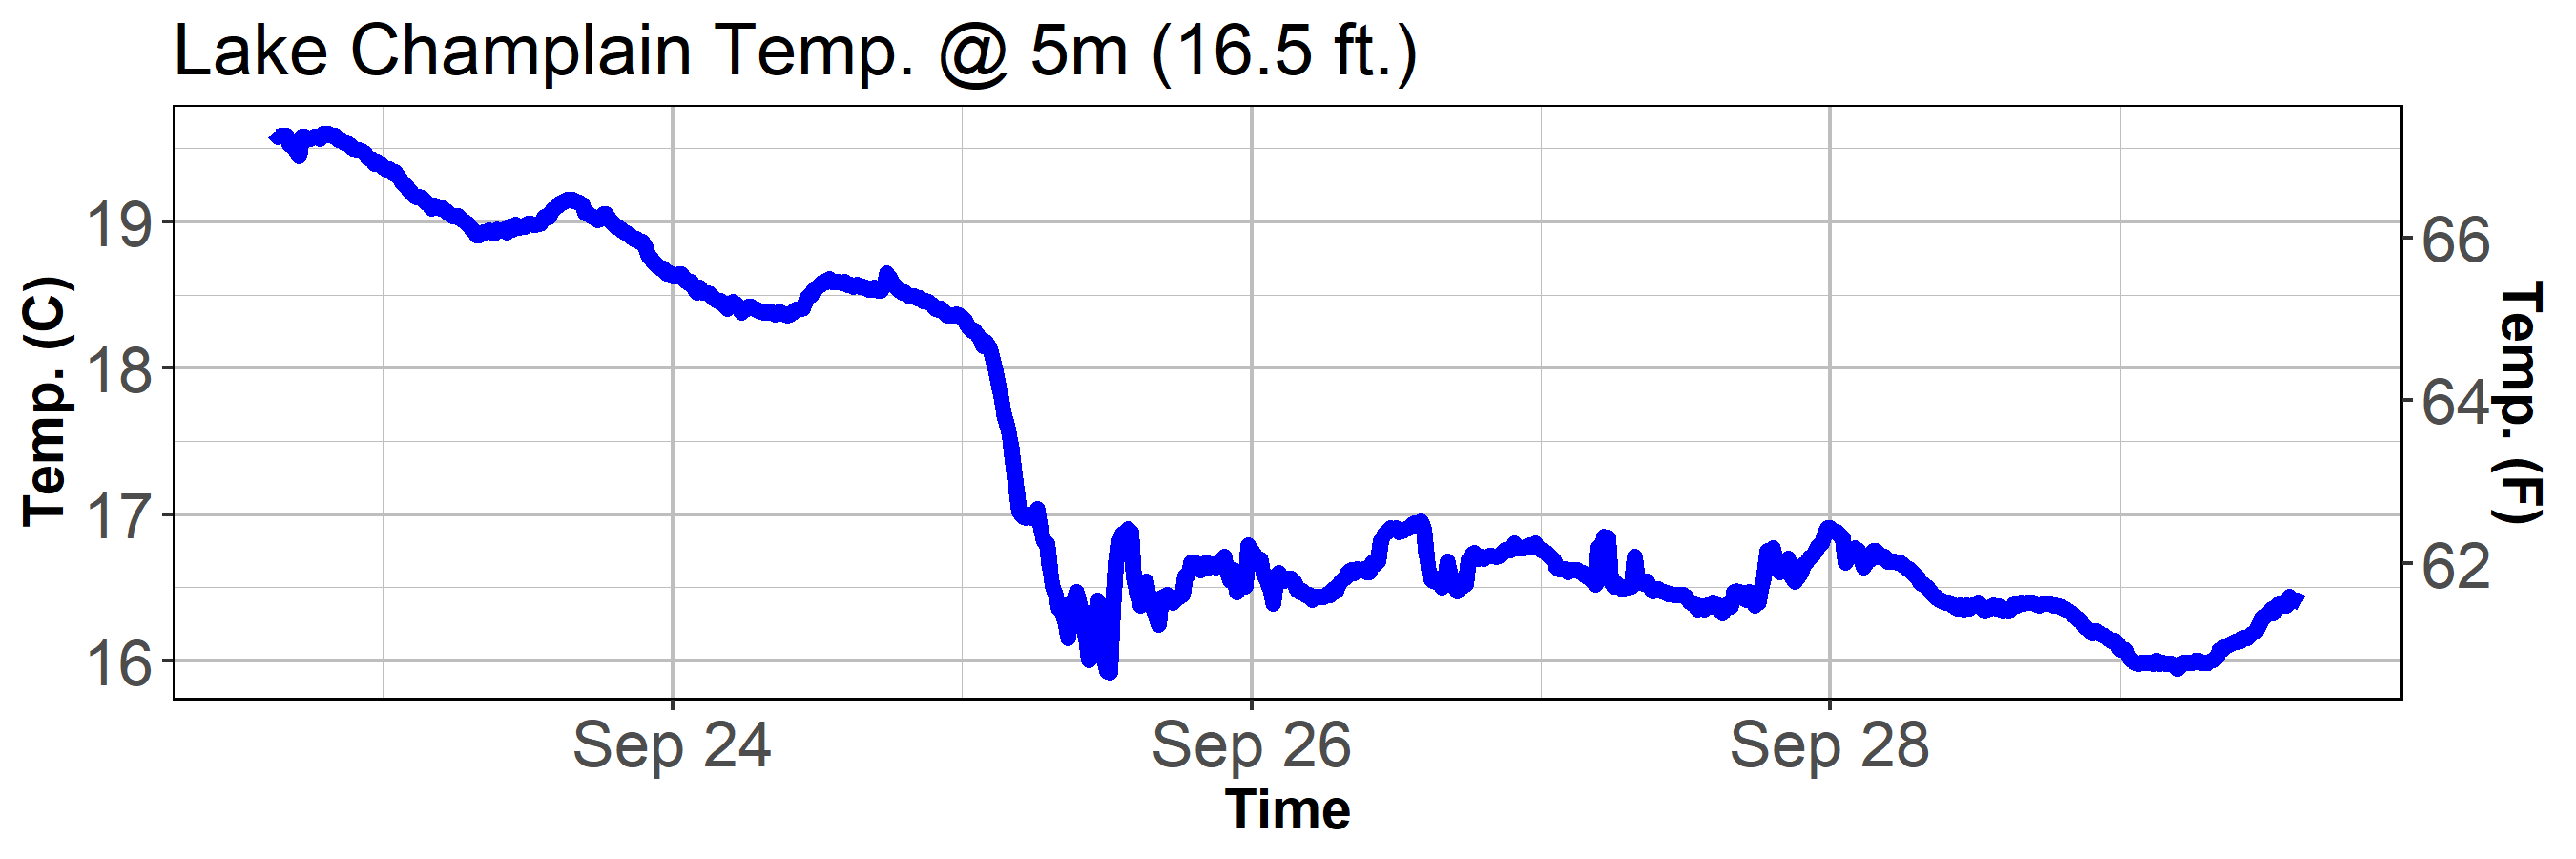 Lake Champlain Temp. @ 5m (16.5 ft.)
Temp. (C)
19
18
17
16
66
64
62
Temp. (F)
Sep 24
Sep 26
Sep 28
Time